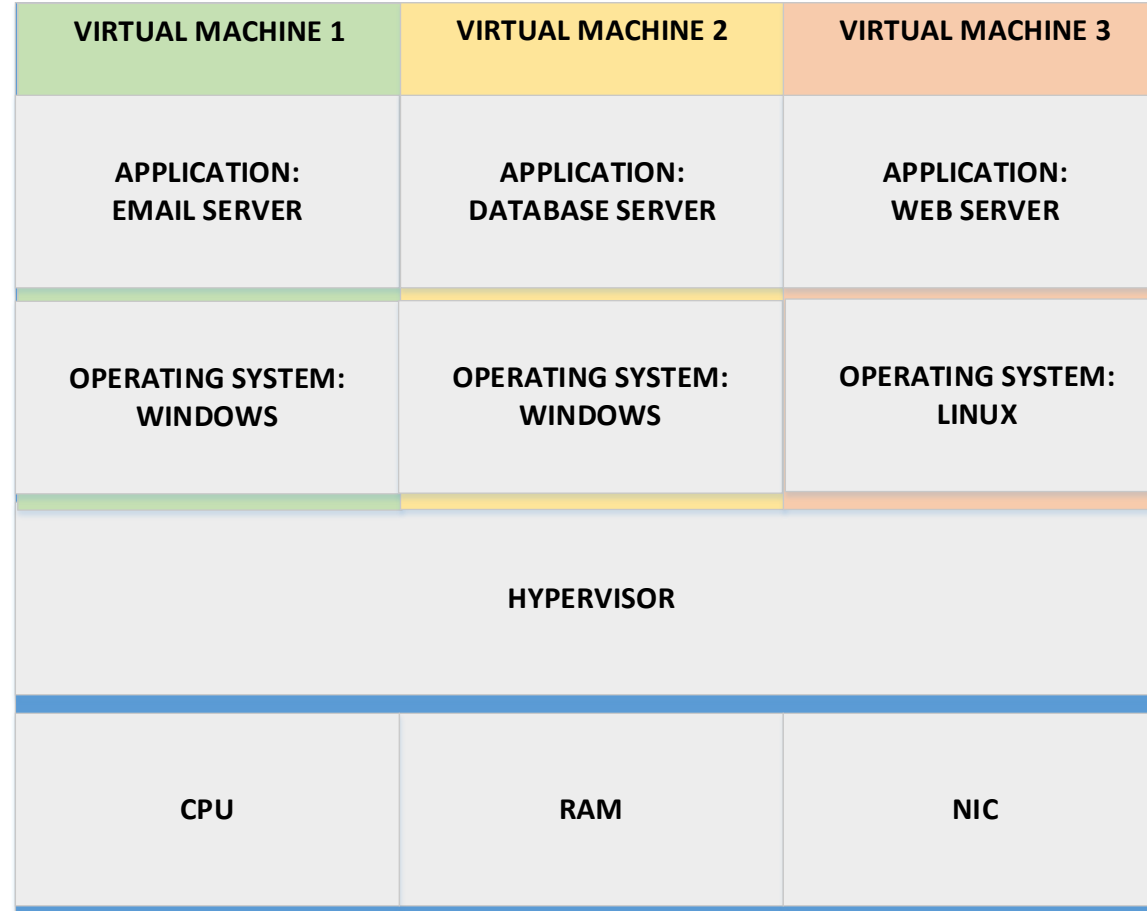 VIRTUAL MACHINE 1
VIRTUAL MACHINE 2
VIRTUAL MACHINE 3
APPLICATION:
EMAIL SERVER
APPLICATION:
DATABASE SERVER
APPLICATION:
WEB SERVER
OPERATING SYSTEM:
WINDOWS
OPERATING SYSTEM:
WINDOWS
OPERATING SYSTEM:
LINUX
HYPERVISOR
CPU
RAM
NIC